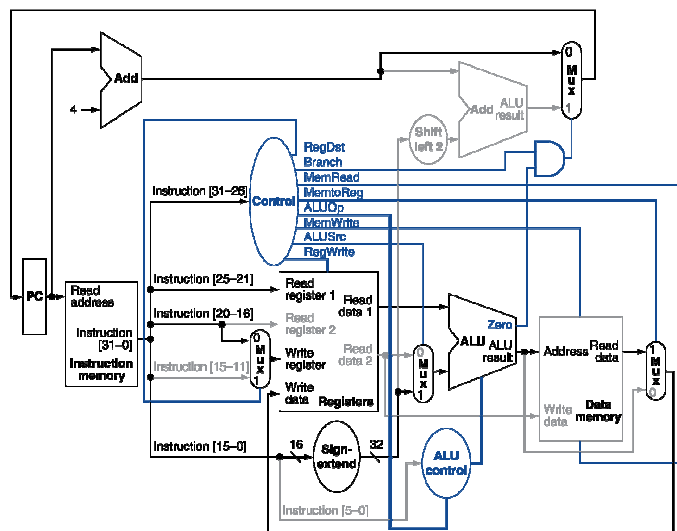 0
Mux
1
Add
4
Add
ALU
result
Shift
left 2
RegDst
Branch
MemRead
MemtoReg
ALUOp
MemWrite
ALUSrc
RegWrite
Control
Instruction [31–26]
Instruction [25–21]
Instruction [20–16]
Instruction [15–11]
Instruction [15–0]
Instruction [5–0]
PC
Read
address
Instruction
[31–0]
Instruction
memory
0
Mux
1
Read
register 1
Read
register 2
Write
register
Write
data
Read
data 1
Read
data 2
Registers
0
Mux
1
Zero
ALU
ALU
result
Address
Read
data
Write
data
Data
memory
1
Mux
0
16
Sign-
extend
32
ALU
control